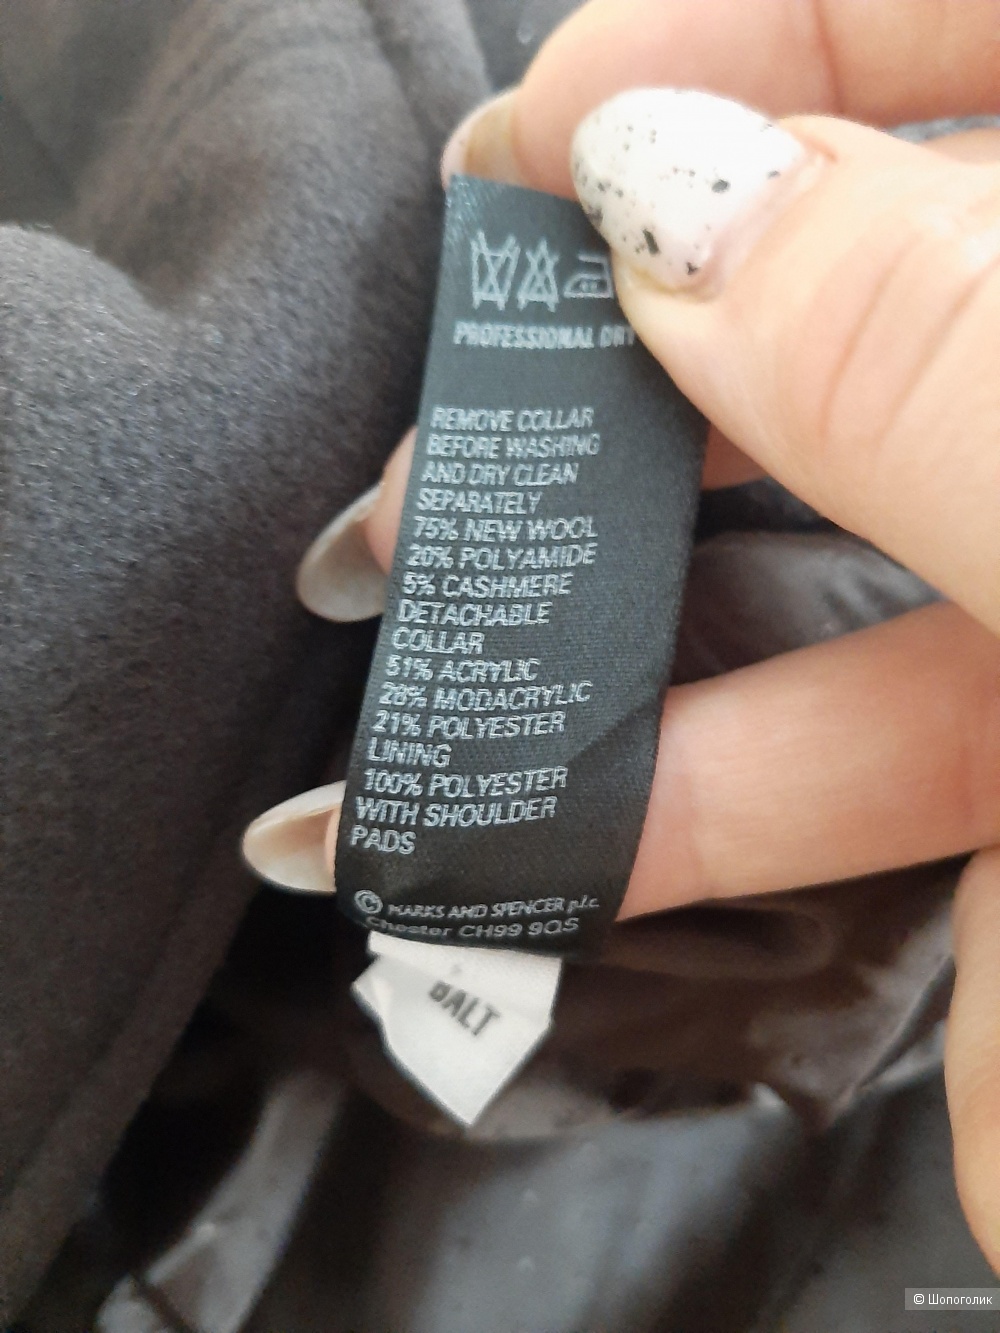 PROFESSIONAL DRY
REMOVE COLLAR
BEFORE WASHING
AND DRY CLEAN
SEPARATELY
75% NEW WOOL
20% POLYAMIDE
5% CASHMERE
DETACHABLE
COLLAR
51% ACRYLIC
28% MODACRYLIC
21% POLYESTER
LINING
100% POLYESTER
WITH SHOULDER
PADS
© MARKS AND SPENCER plc
Chester CH99 9QS
© Шопоголик